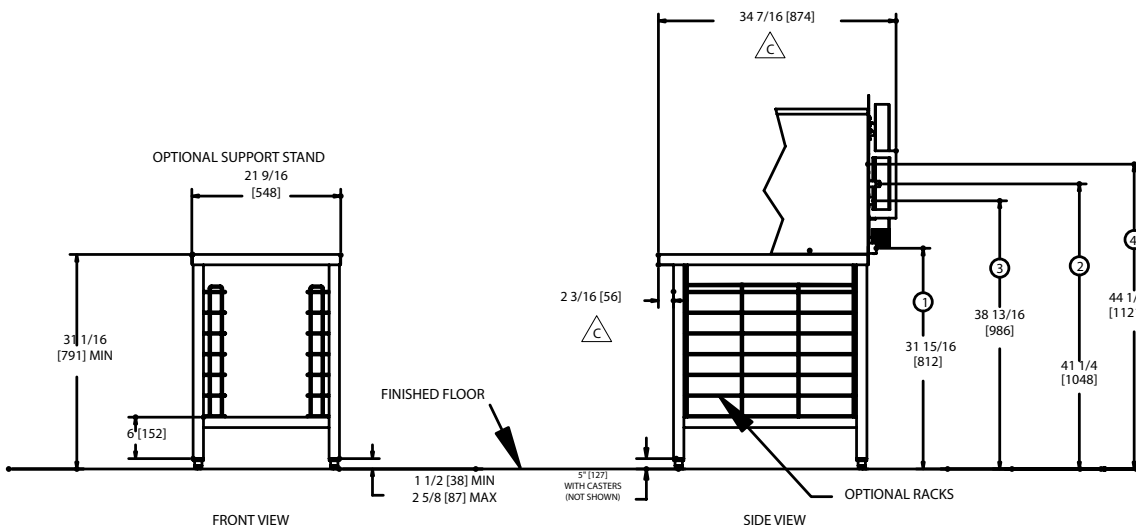 34 7/16 [874]
C
OPTIONAL SUPPORT STAND
21 9/16
[548]
31 1/16
[791] MIN
6 [152]
FINISHED FLOOR
1 1/2 [38] MIN
2 5/8 [87] MAX
FRONT VIEW
2 3/16 [56]
C
5" [127]
WITH CASTERS
(NOT SHOWN)
OPTIONAL RACKS
SIDE VIEW
1
31 15/16
[812]
3
38 13/16
[986]
2
41 1/4
[1048]
4
44 1/
[112